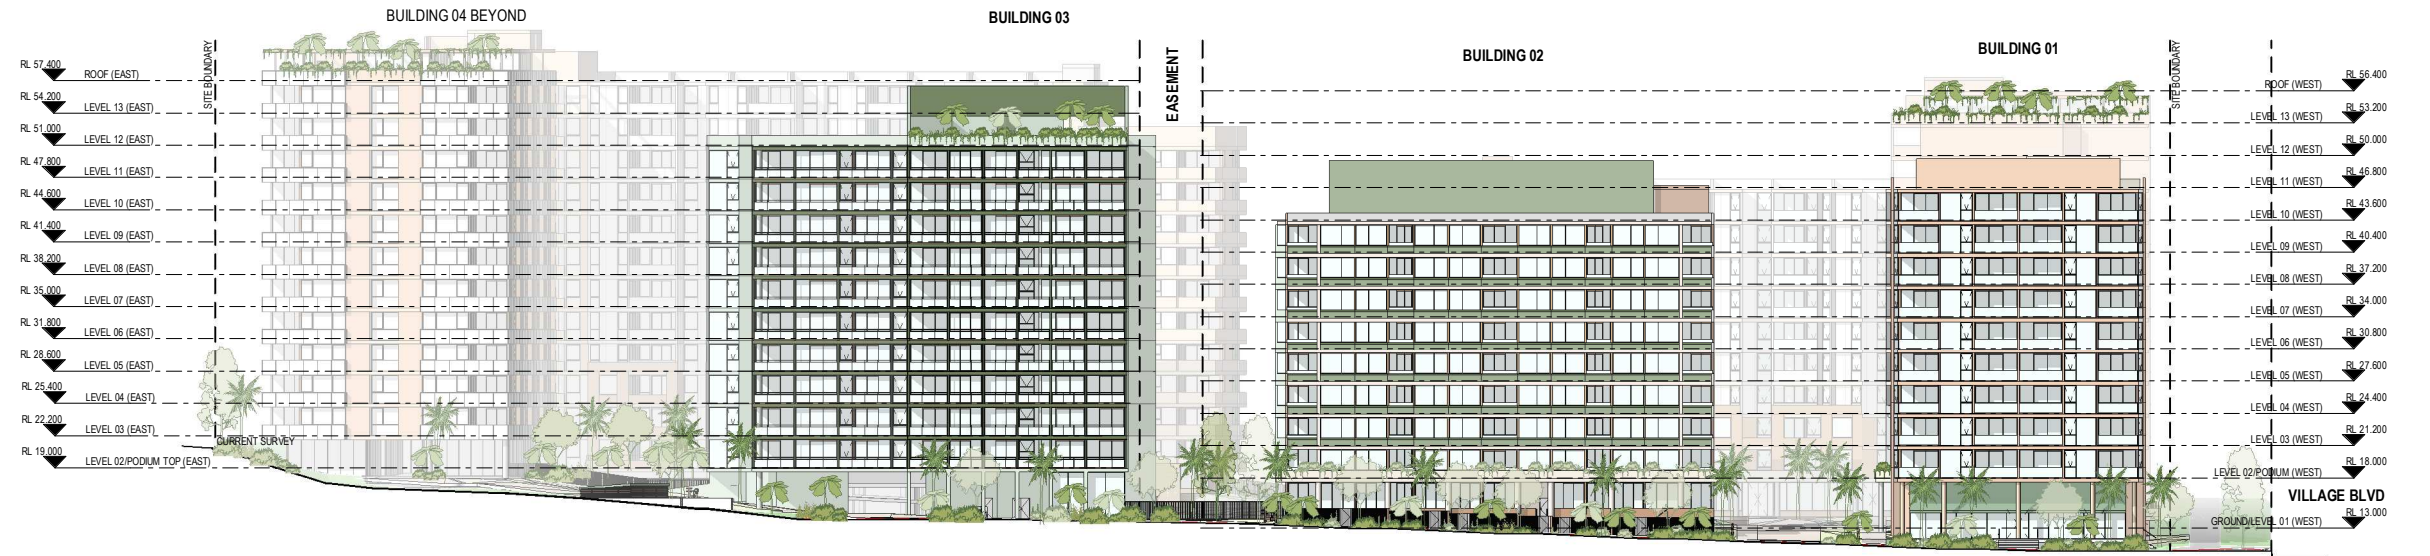 BUILDING 04 BEYOND
BUILDING 03
BUILDING 02
BUILDING 01
SITE BOUNDARY
EASEMENT
SITE BOUNDARY
RL 57.400 ROOF (EAST)
RL 54.200 LEVEL 13 (EAST)
RL 51.000 LEVEL 12 (EAST)
RL 47.800 LEVEL 11 (EAST)
RL 44.600 LEVEL 10 (EAST)
RL 41.400 LEVEL 09 (EAST)
RL 38.200 LEVEL 08 (EAST)
RL 35.000 LEVEL 07 (EAST)
RL 31.800 LEVEL 06 (EAST)
RL 28.600 LEVEL 05 (EAST)
RL 25.400 LEVEL 04 (EAST)
RL 22.200 LEVEL 03 (EAST)
CURRENT SURVEY
RL 19.000 LEVEL 02/PODIUM TOP (EAST)
ROOF (WEST) RL 56.400
LEVEL 13 (WEST) RL 53.200
LEVEL 12 (WEST) RL 50.000
LEVEL 11 (WEST) RL 46.800
LEVEL 10 (WEST) RL 43.600
LEVEL 09 (WEST) RL 40.400
LEVEL 08 (WEST) RL 37.200
LEVEL 07 (WEST) RL 34.000
LEVEL 06 (WEST) RL 30.800
LEVEL 05 (WEST) RL 27.600
LEVEL 04 (WEST) RL 24.400
LEVEL 03 (WEST) RL 21.200
LEVEL 02/PODIUM (WEST) RL 18.000
VILLAGE BLVD
GROUND/LEVEL 01 (WEST) RL 13.000